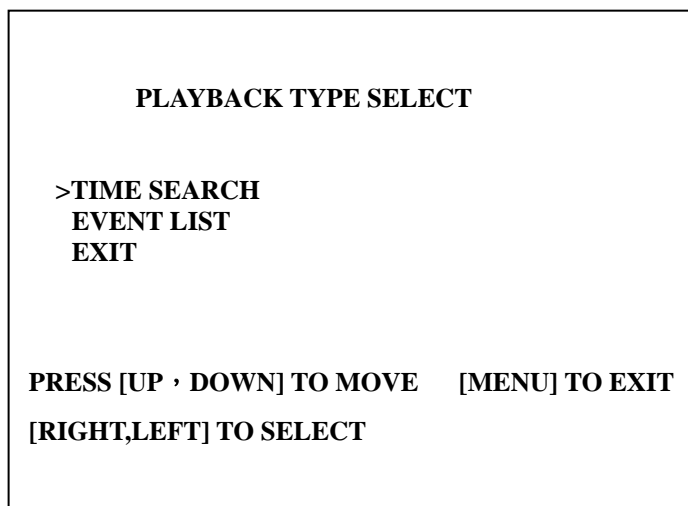 PLAYBACK TYPE SELECT
>TIME SEARCH
EVENT LIST
EXIT
PRESS [UP，DOWN] TO MOVE [MENU] TO EXIT
[RIGHT,LEFT] TO SELECT